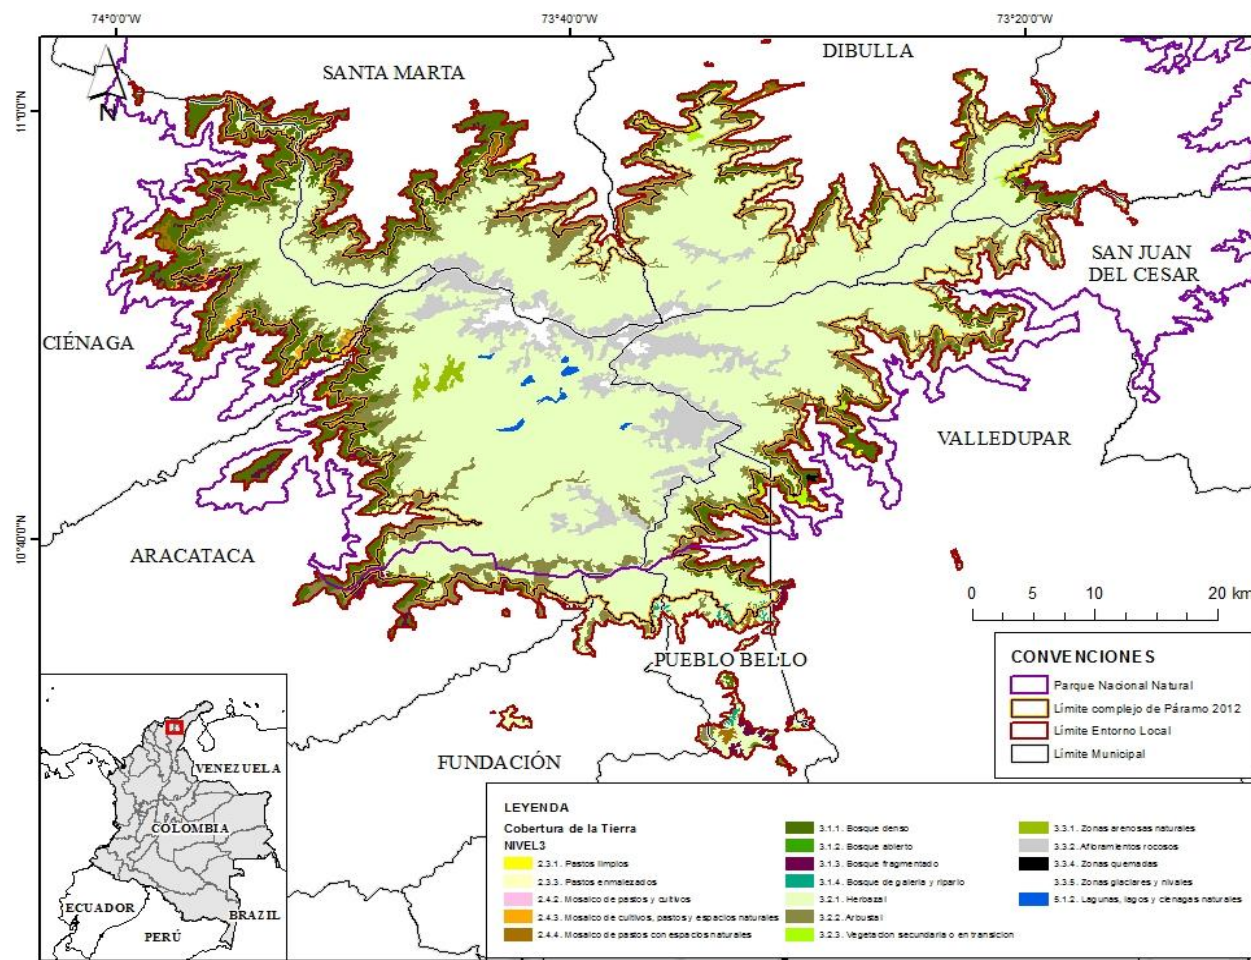 74°0'0"W
73°40'0"W
73°20'0"W
11°0'0"N
10°40'0"N
N
SANTA MARTA
DIBULLA
SAN JUAN
DEL CESAR
CIÉNAGA
VALLEDUPAR
ARACATACA
PUEBLO BELLO
FUNDACIÓN
0 5 10 20 km
CONVENCIONES
Parque Nacional Natural
Límite complejo de Páramo 2012
Límite Entorno Local
Límite Municipal
VENEZUELA
COLOMBIA
ECUADOR
BRAZIL
PERÚ
LEYENDA
Cobertura de la Tierra
NIVEL3
2.3.1. Pastos limpios
2.3.3. Pastos enmalezados
2.4.2. Mosaico de pastos y cultivos
2.4.3. Mosaico de cultivos, pastos y espacios naturales
2.4.4. Mosaico de pastos con espacios naturales
3.1.1. Bosque denso
3.1.2. Bosque abierto
3.1.3. Bosque fragmentado
3.1.4. Bosque de galería y ripario
3.2.1. Herbazal
3.2.2. Arbustal
3.2.3. Vegetacion secundaria o en transicion
3.3.1. Zonas arenosas naturales
3.3.2. Afloramientos rocosos
3.3.4. Zonas quemadas
3.3.5. Zonas glaciares y nivales
5.1.2. Lagunas, lagos y cienagas naturales